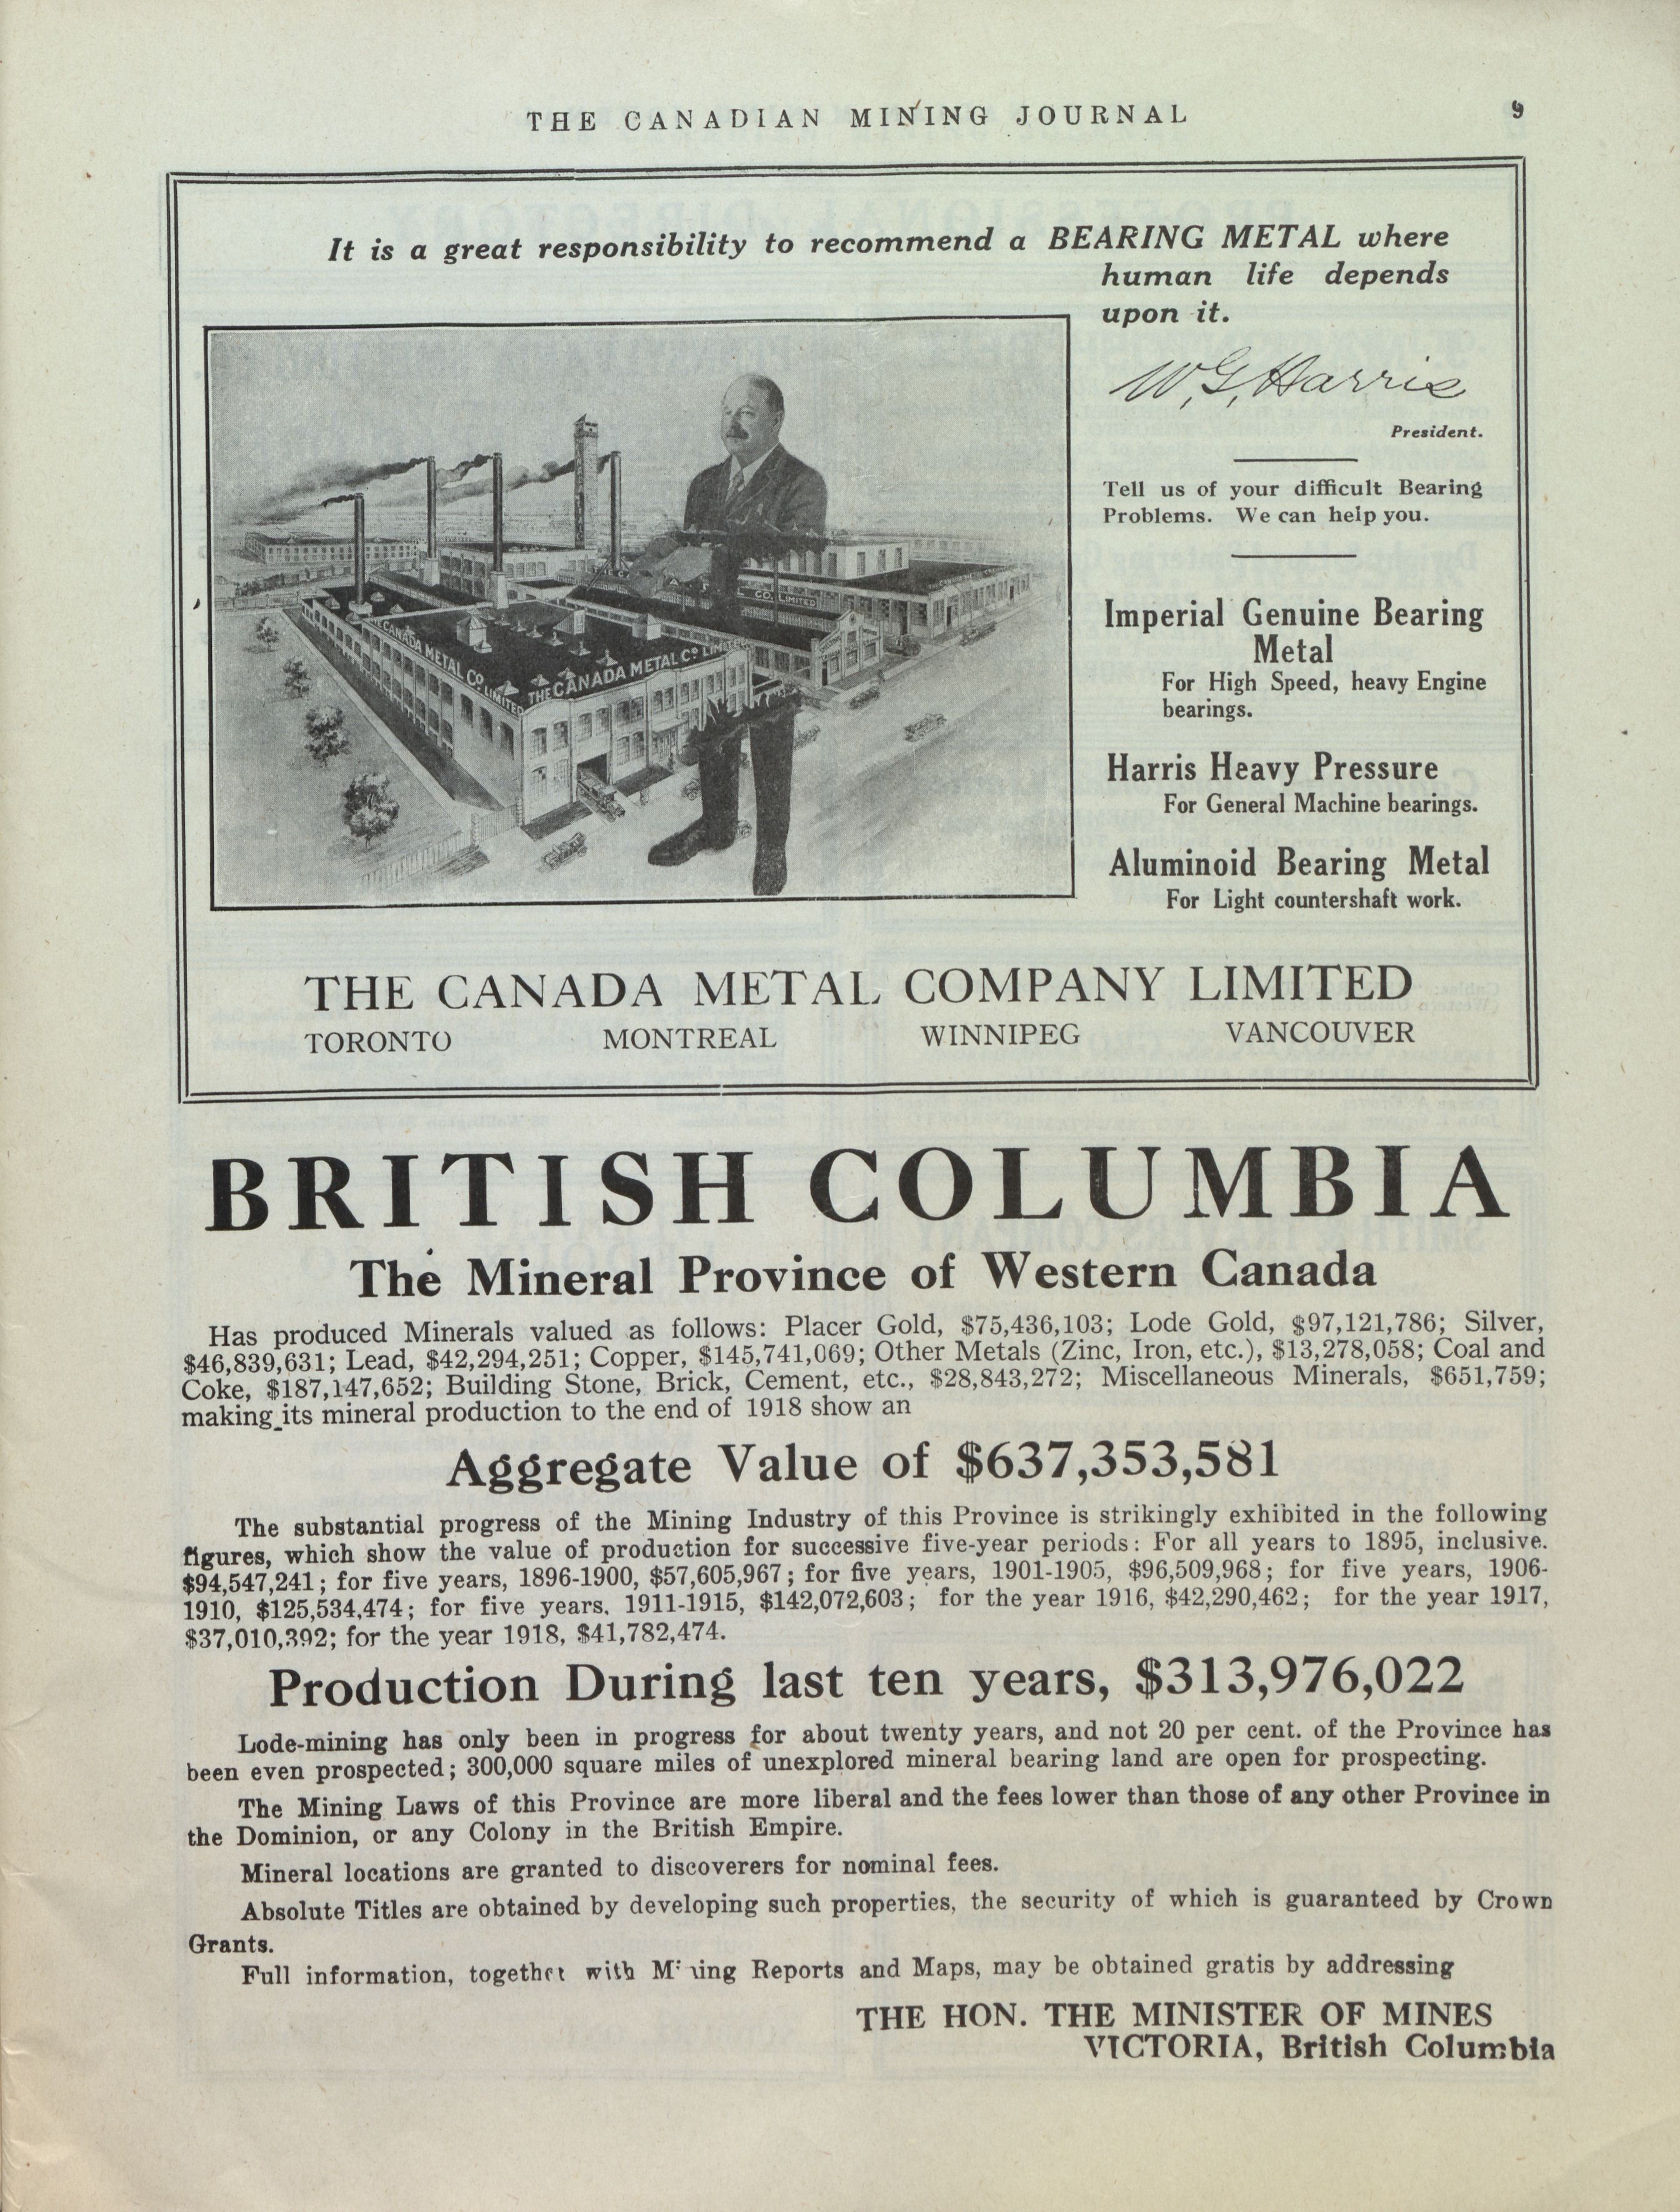 THE CANADIAN MINING JOURNAL 9
It is a great responsibility to recommend a BEARING METAL where
human life depends
upon it.
W. G. Harris
President.
Tell us of your difficult Bearing
Problems. We can help you.
Imperial Genuine Bearing
Metal
For High Speed, heavy Engine
bearings.
Harris Heavy Pressure
For General Machine bearings.
Aluminoid Bearing Metal
For Light countershaft work.
CO. LIMITED
THE CANADA METAL CO. LIMITED
THE CANADA METAL CO. LIMITED
THE CANADA METAL COMPANY LIMITED
TORONTO MONTREAL WINNIPEG VANCOUVER
BRITISH COLUMBIA
The Mineral Province of Western Canada
Has produced Minerals valued as follows: Placer Gold, $75,436,103; Lode Gold, $97,121,786; Silver,
$46,839,631; Lead, $42,294,251; Copper, $145,741,069; Other Metals (Zinc, Iron, etc.), $13,278,058; Coal and
Coke, $187,147,652; Building Stone, Brick, Cement, etc., $28,843,272; Miscellaneous Minerals, $651,759;
making its mineral production to the end of 1918 show an
Aggregate Value of $637,353,581
The substantial progress of the Mining Industry of this Province is strikingly exhibited in the following
figures, which show the value of production for successive five-year periods: For all years to 1895, inclusive.
$94,547,241; for five years, 1896-1900, $57,605,967; for five years, 1901-1905, $96,509,968; for five years, 1906-
1910, $125,534,474; for five years. 1911-1915, $142,072,603; for the year 1916, $42,290,462; for the year 1917,
$37,010,392; for the year 1918, $41,782,474.
Production During last ten years, $313,976,022
Lode-mining has only been in progress for about twenty years, and not 20 per cent. of the Province has
been even prospected; 300,000 square miles of unexplored mineral bearing land are open for prospecting.
The Mining Laws of this Province are more liberal and the fees lower than those of any other Province in
the Dominion, or any Colony in the British Empire.
Mineral locations are granted to discoverers for nominal fees.
Absolute Titles are obtained by developing such properties, the security of which is guaranteed by Crown
Grants.
Full information, together with Mining Reports and Maps, may be obtained gratis by addressing
THE HON. THE MINISTER OF MINES
VICTORIA, British Columbia